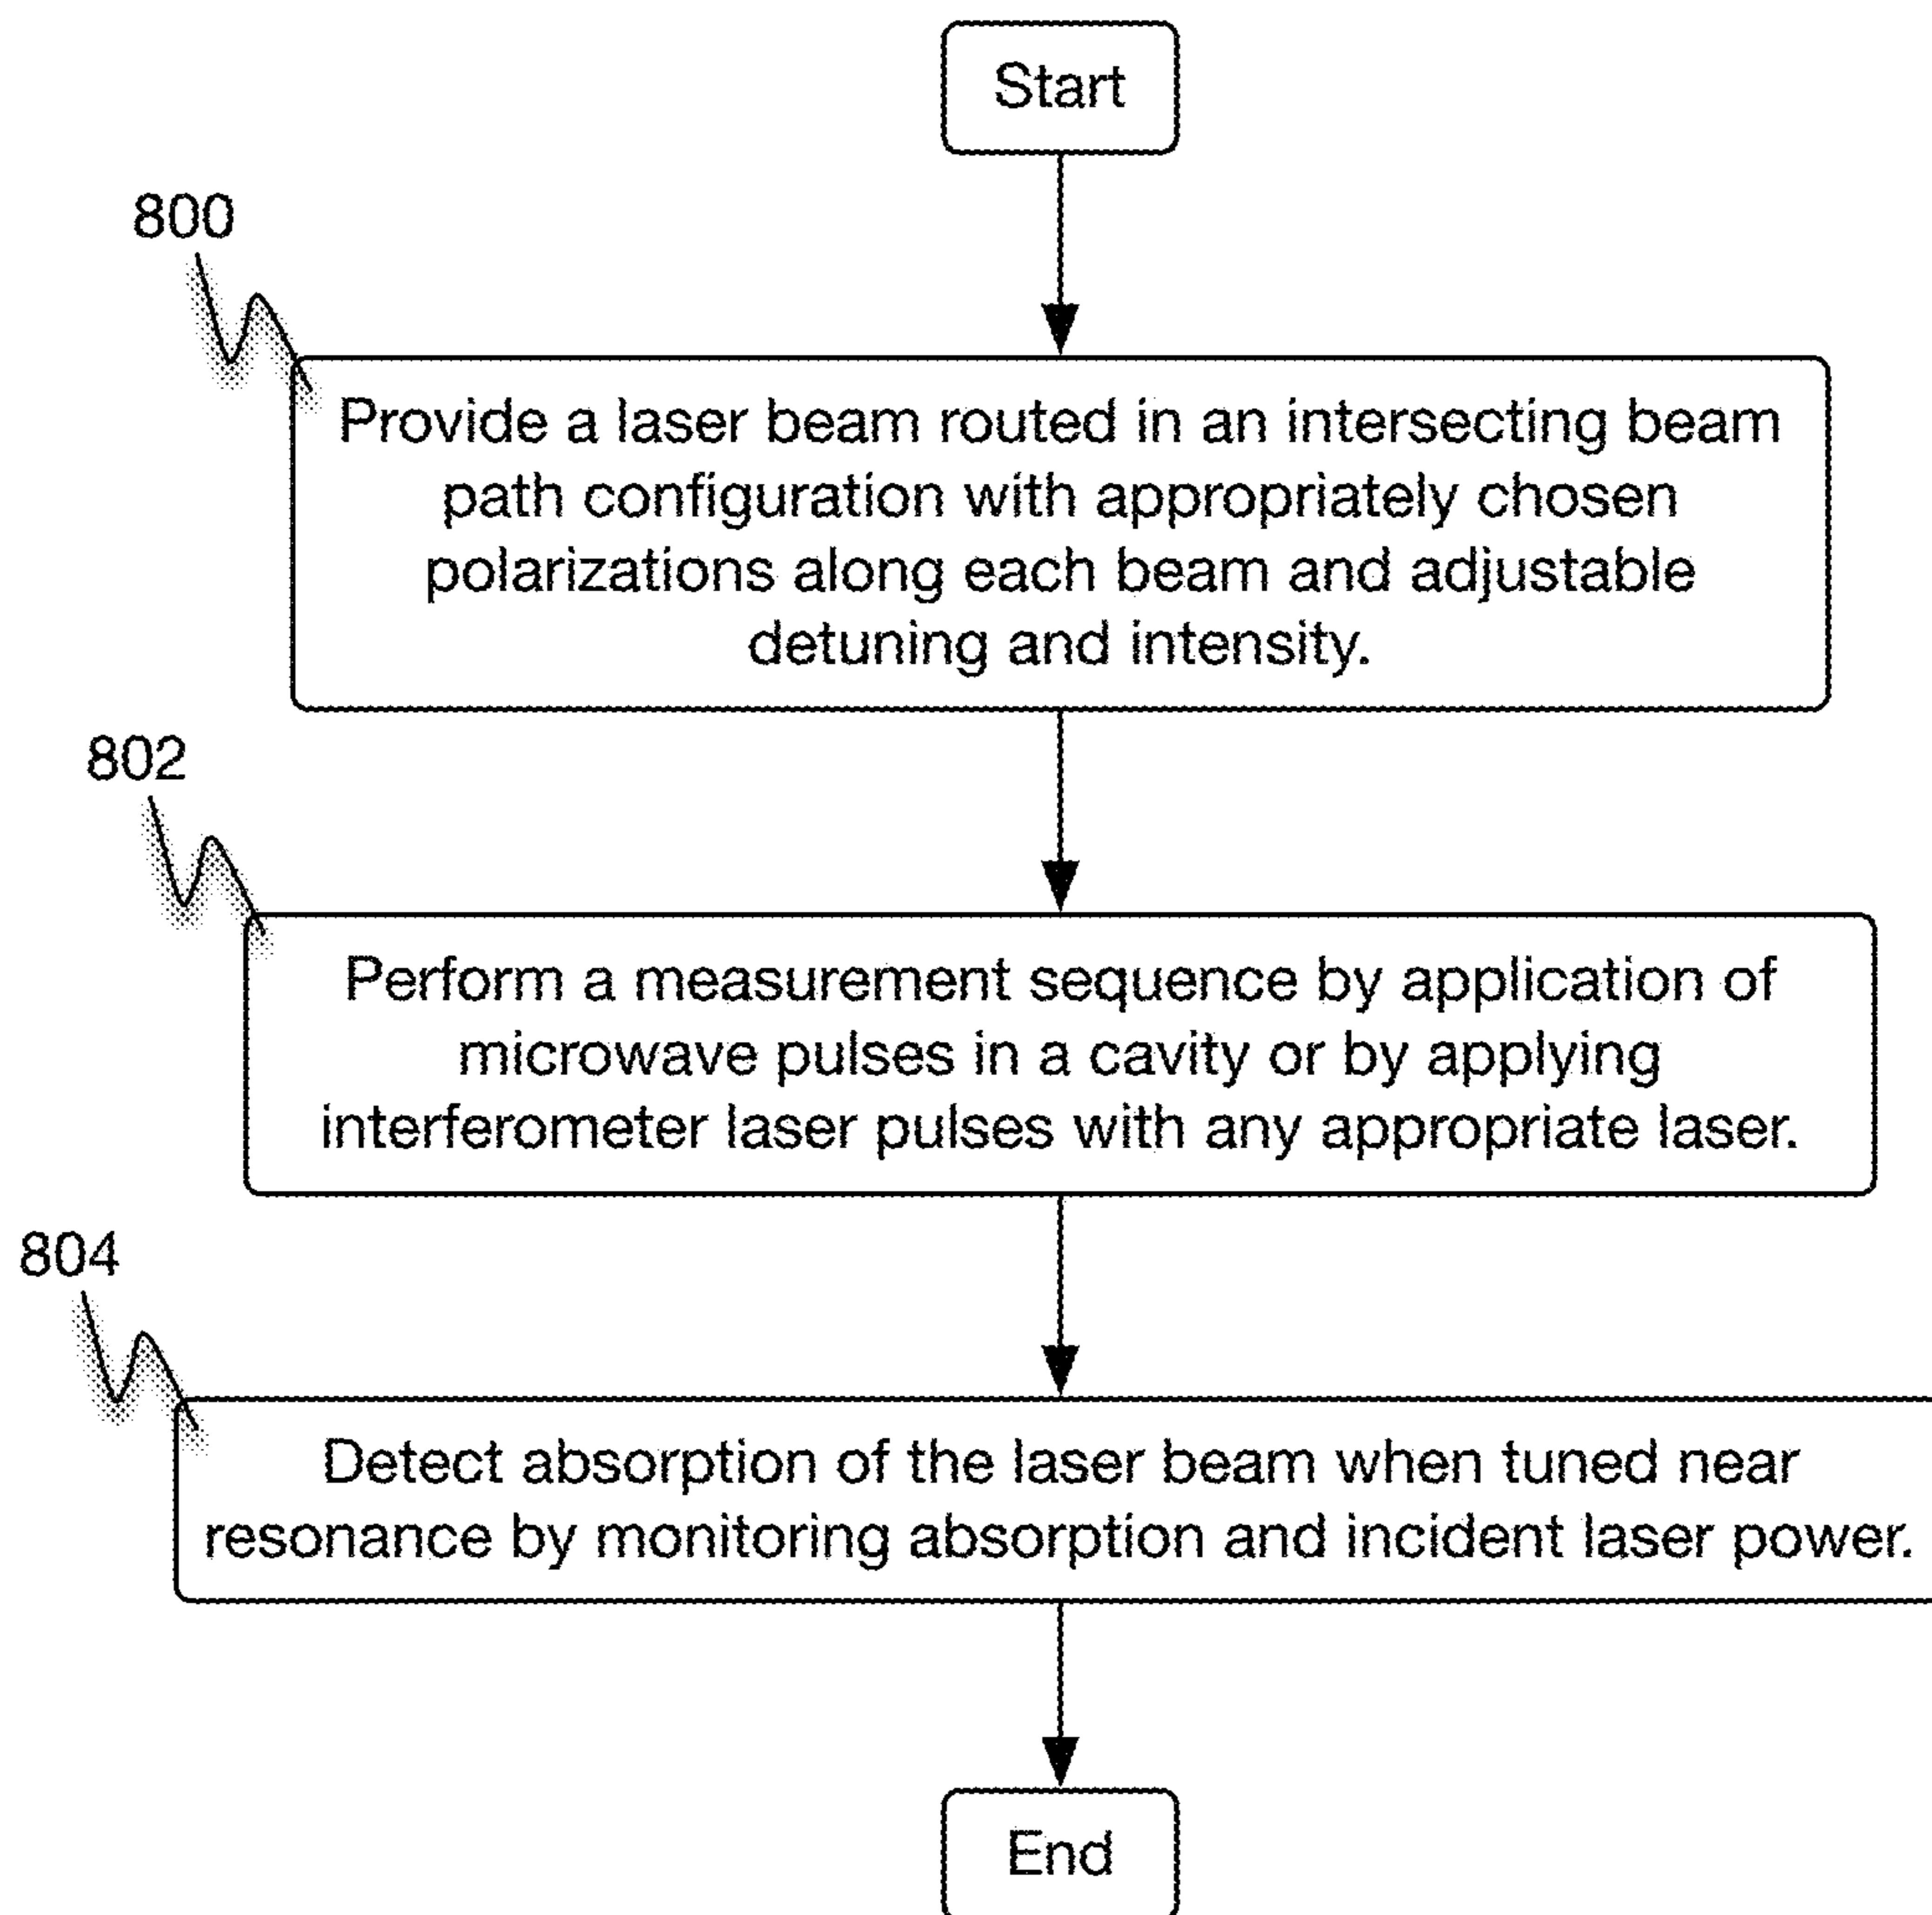 Start
800
Provide a laser beam routed in an intersecting beam
path configuration with appropriately chosen
polarizations along each beam and adjustable
detuning and intensity.
802
Perform a measurement sequence by application of
microwave pulses in a cavity or by applying
interferometer laser pulses with any appropriate laser.
804
Detect absorption of the laser beam when tuned near
resonance by monitoring absorption and incident laser power.
End